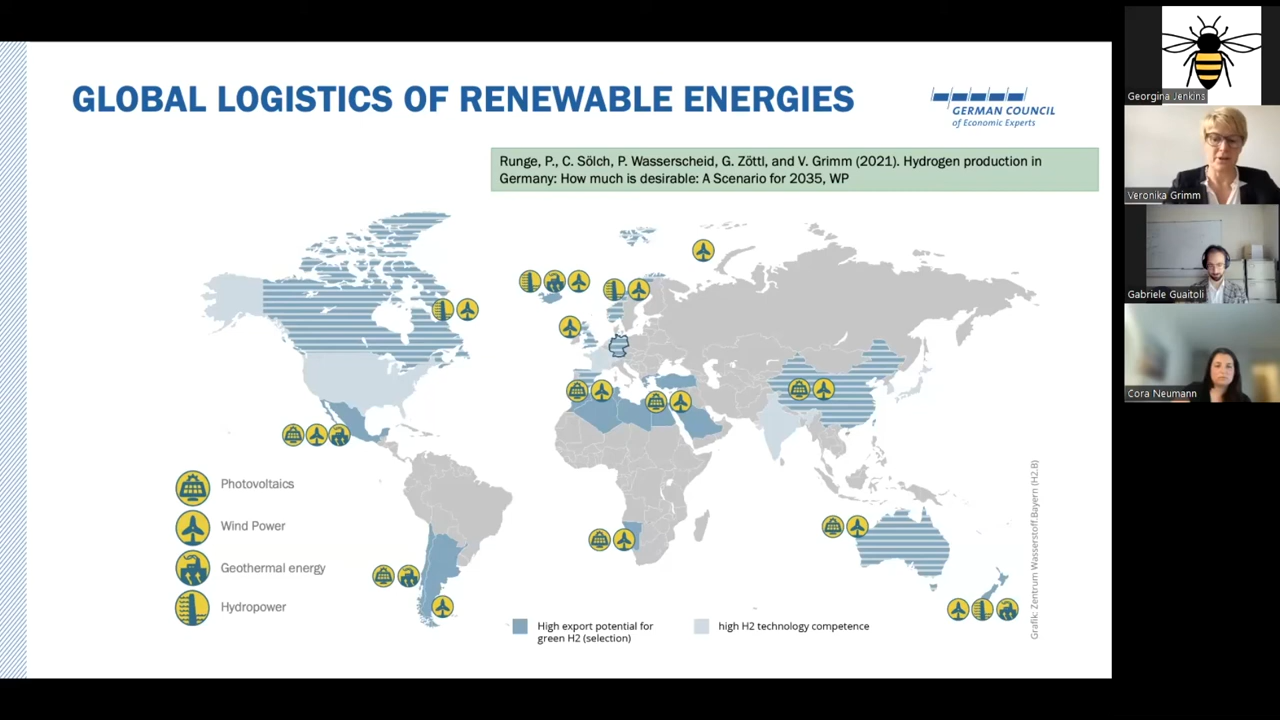 GLOBAL LOGISTICS OF RENEWABLE ENERGIES
GERMAN COUNCIL
of Economic Experts
Runge, P., C. Sölch, P. Wasserscheid, G. Zöttl, and V. Grimm (2021). Hydrogen production in
Germany: How much is desirable: A Scenario for 2035, WP
Photovoltaics
Wind Power
Geothermal energy
Hydropower
High export potential for
green H2 (selection)
high H2 technology competence
Grafik: Zentrum Wasserstoff.Bayern (H2.B)
Georgina Jenkins
Veronika Grimm
Gabriele Guaitoli
Cora Neumann